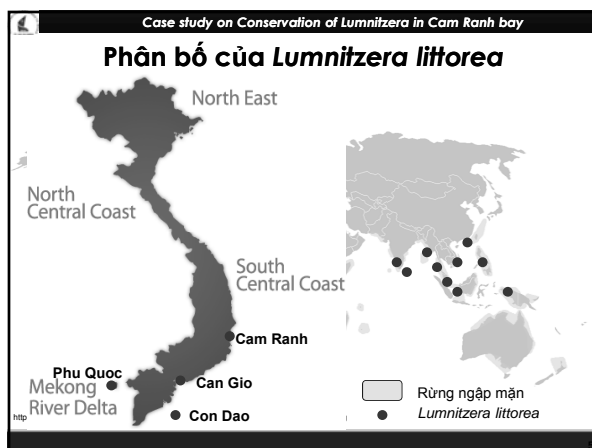 Case study on Conservation of Lumnitzera in Cam Ranh bay
Phân bố của Lumnitzera littorea
North East
North
Central Coast
South
Central Coast
Cam Ranh
Phu Quoc
Can Gio
Mekong
River Delta
Con Dao
http
Rừng ngập mặn
Lumnitzera littorea